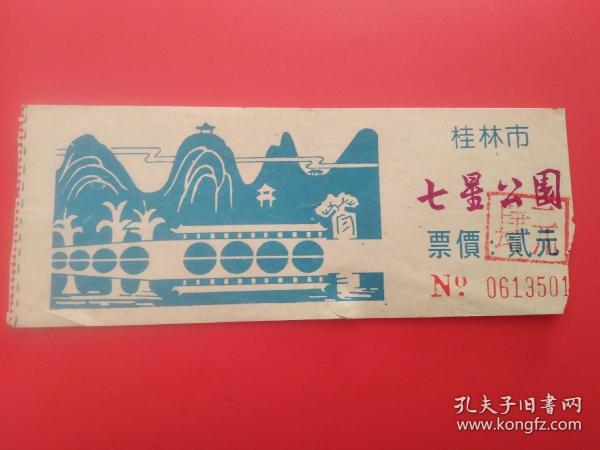 桂林市
七星公園
票價：貳元
Nº 0613501
孔夫子旧书网
www.kongfz.com